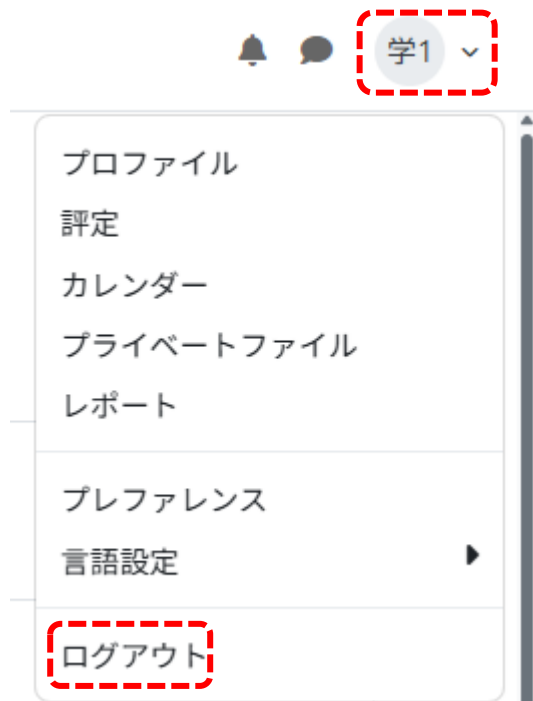 学1
プロファイル
評定
カレンダー
プライベートファイル
レポート
プレファレンス
言語設定
ログアウト